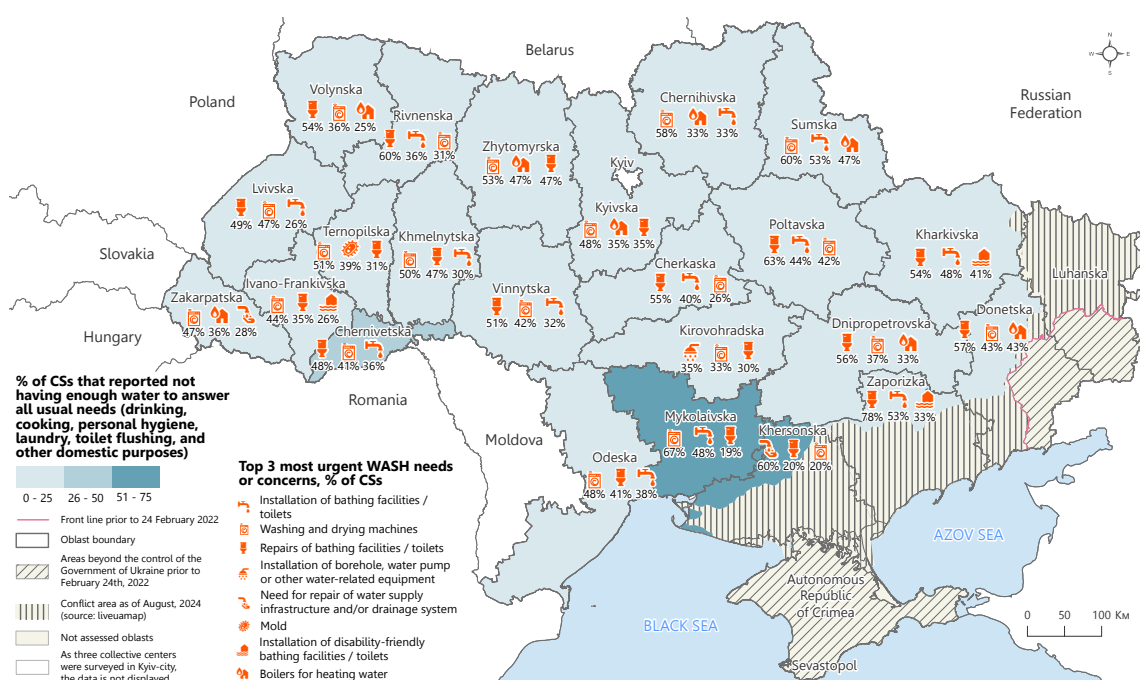 Belarus
Poland
Russian
Federation
N
W E
S
Volynska
54% 36% 25%
Rivnenska
60% 36% 31%
Zhytomyrska
53% 47% 47%
Kyiv
Chernihivska
58% 33% 33%
Sumska
60% 53% 47%
Lvivska
49% 47% 26%
Ternopilska
51% 39% 31%
Khmelnytska
50% 47% 30%
Kyivska
48% 35% 35%
Poltavska
63% 44% 42%
Kharkivska
54% 48% 41%
Luhanska
Slovakia
Zakarpatska
47% 36% 28%
Ivano-Frankivska
44% 35% 26%
Vinnytska
51% 42% 32%
Cherkaska
55% 40% 26%
Hungary
Chernivetska
48% 41% 36%
Kirovohradska
35% 33% 30%
Dnipropetrovska
56% 37% 33%
Donetska
57% 43% 43%
Zaporizka
78% 53% 33%
Romania
Moldova
Mykolaivska
67% 48% 19%
Khersonska
60% 20% 20%
Odeska
48% 41% 38%
AZOV SEA
BLACK SEA
Autonomous
Republic
of Crimea
Sevastopol
0 50 100 Км
% of CSs that reported not
having enough water to answer
all usual needs (drinking,
cooking, personal hygiene,
laundry, toilet flushing, and
other domestic purposes)
0 - 25 26 - 50 51 - 75
Front line prior to 24 February 2022
Oblast boundary
Areas beyond the control of the
Government of Ukraine prior to
February 24th, 2022
Conflict area as of August, 2024
(source: liveuamap)
Not assessed oblasts
As three collective centers
were surveyed in Kyiv-city,
the data is not displayed
Top 3 most urgent WASH needs
or concerns, % of CSs
Installation of bathing facilities /
toilets
Washing and drying machines
Repairs of bathing facilities / toilets
Installation of borehole, water pump
or other water-related equipment
Need for repair of water supply
infrastructure and/or drainage system
Mold
Installation of disability-friendly
bathing facilities / toilets
Boilers for heating water